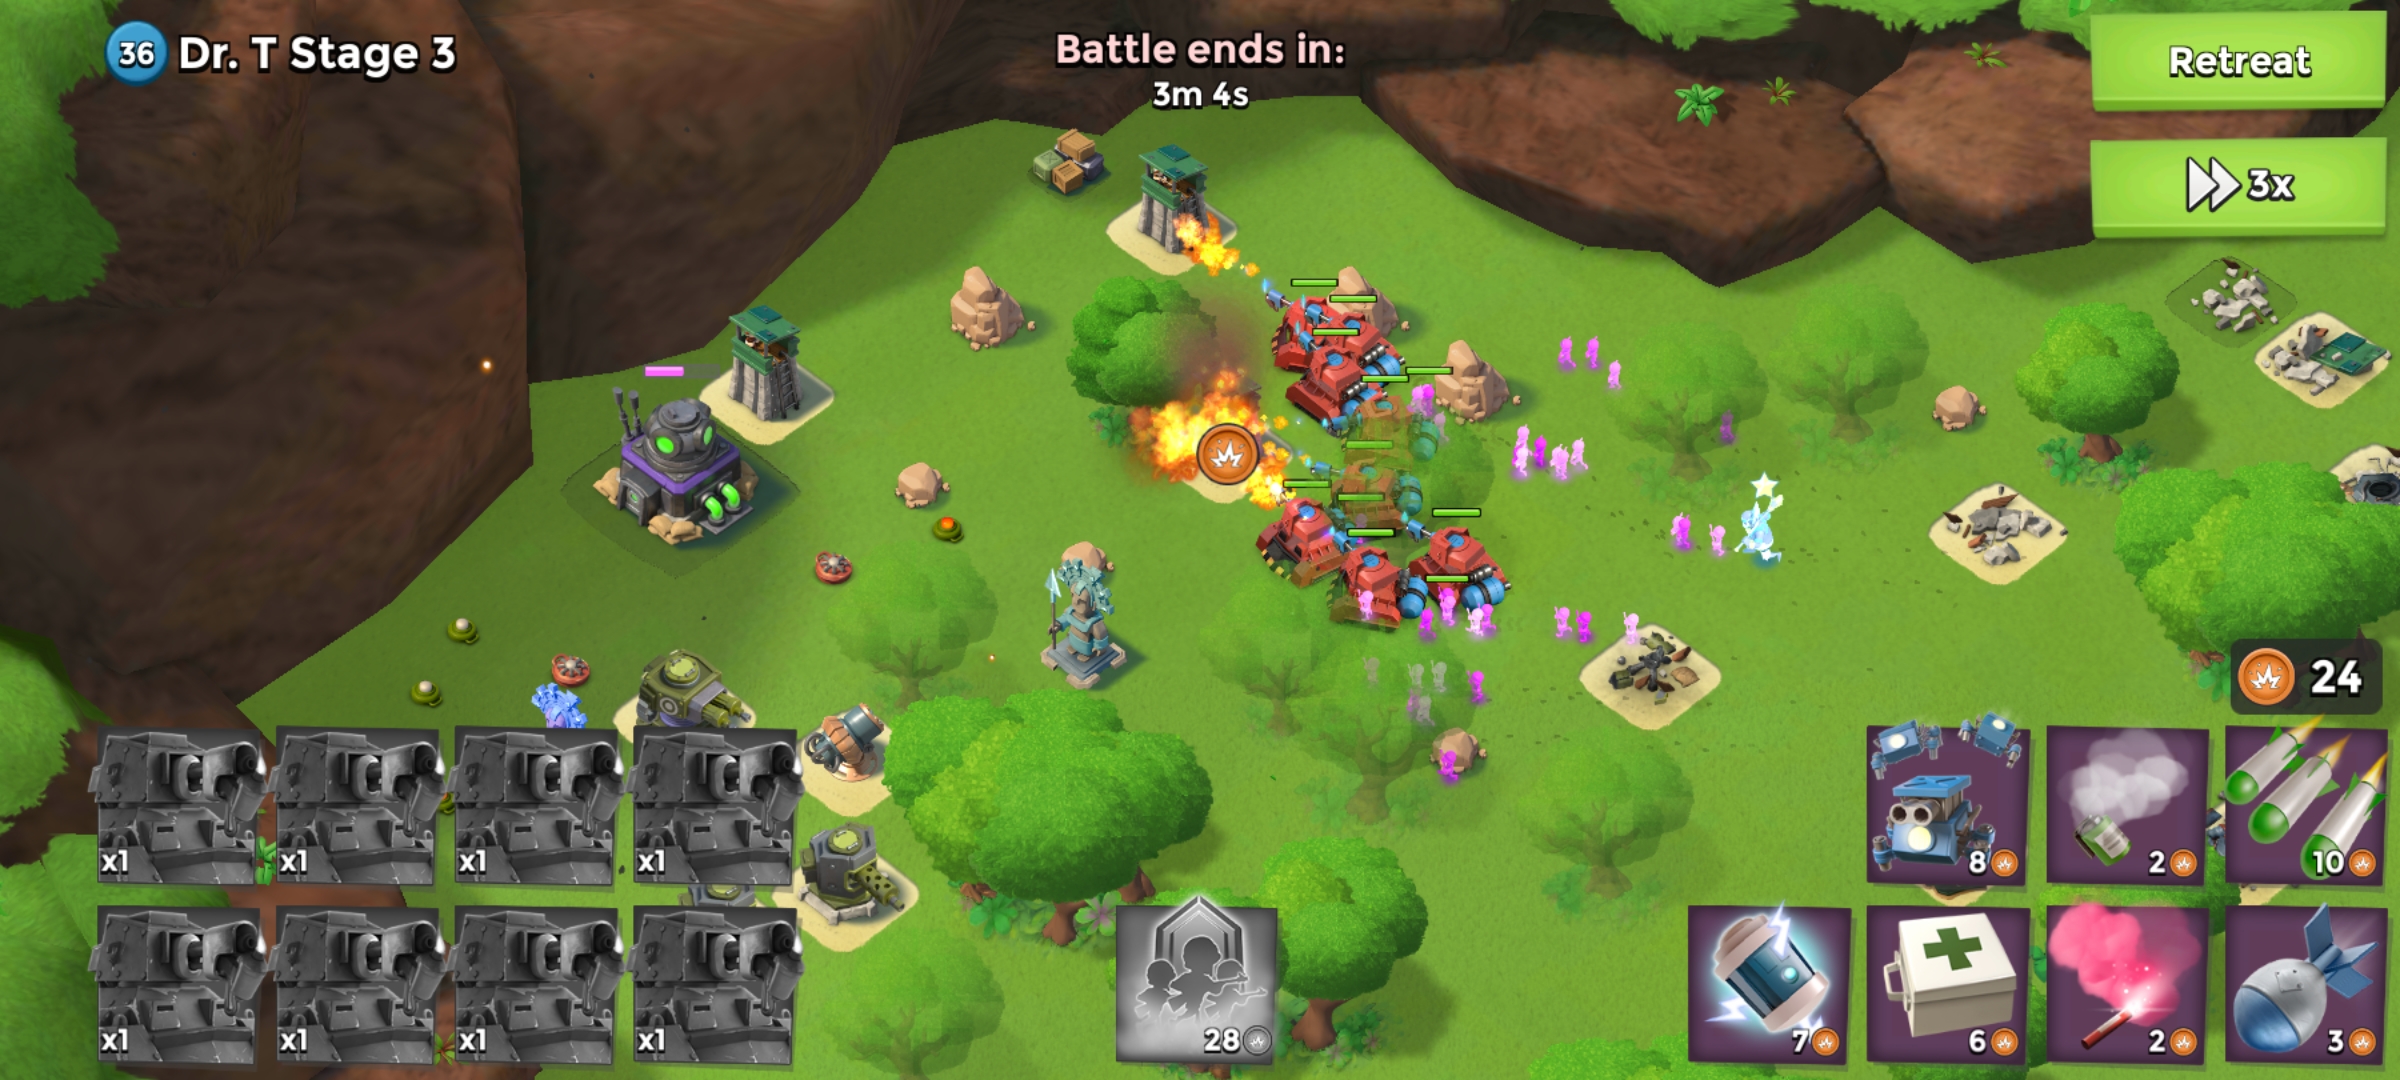 36 Dr. T Stage 3
Battle ends in:
3m 4s
Retreat
3x
24
x1 x1 x1 x1
8 2 10
x1 x1 x1 x1
28
7 6 2 3